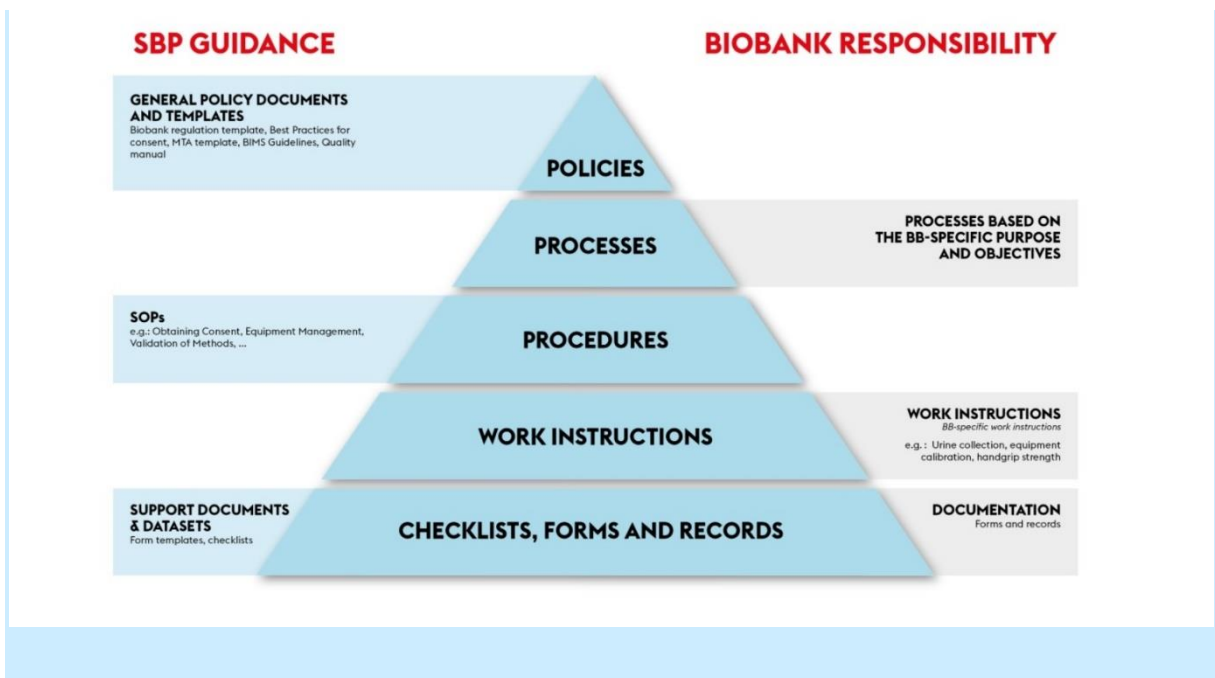 SBP GUIDANCE
BIOBANK RESPONSIBILITY
GENERAL POLICY DOCUMENTS
AND TEMPLATES
Biobank regulation template, Best Practices for
consent, MTA template, BIMS Guidelines, Quality
manual
POLICIES
PROCESSES
PROCESSES BASED ON
THE BB-SPECIFIC PURPOSE
AND OBJECTIVES
SOPs
e.g.: Obtaining Consent, Equipment Management,
Validation of Methods, ...
PROCEDURES
WORK INSTRUCTIONS
WORK INSTRUCTIONS
BB-specific work instructions
e.g. : Urine collection, equipment
calibration, handgrip strength
SUPPORT DOCUMENTS
& DATASETS
Form templates, checklists
CHECKLISTS, FORMS AND RECORDS
DOCUMENTATION
Forms and records